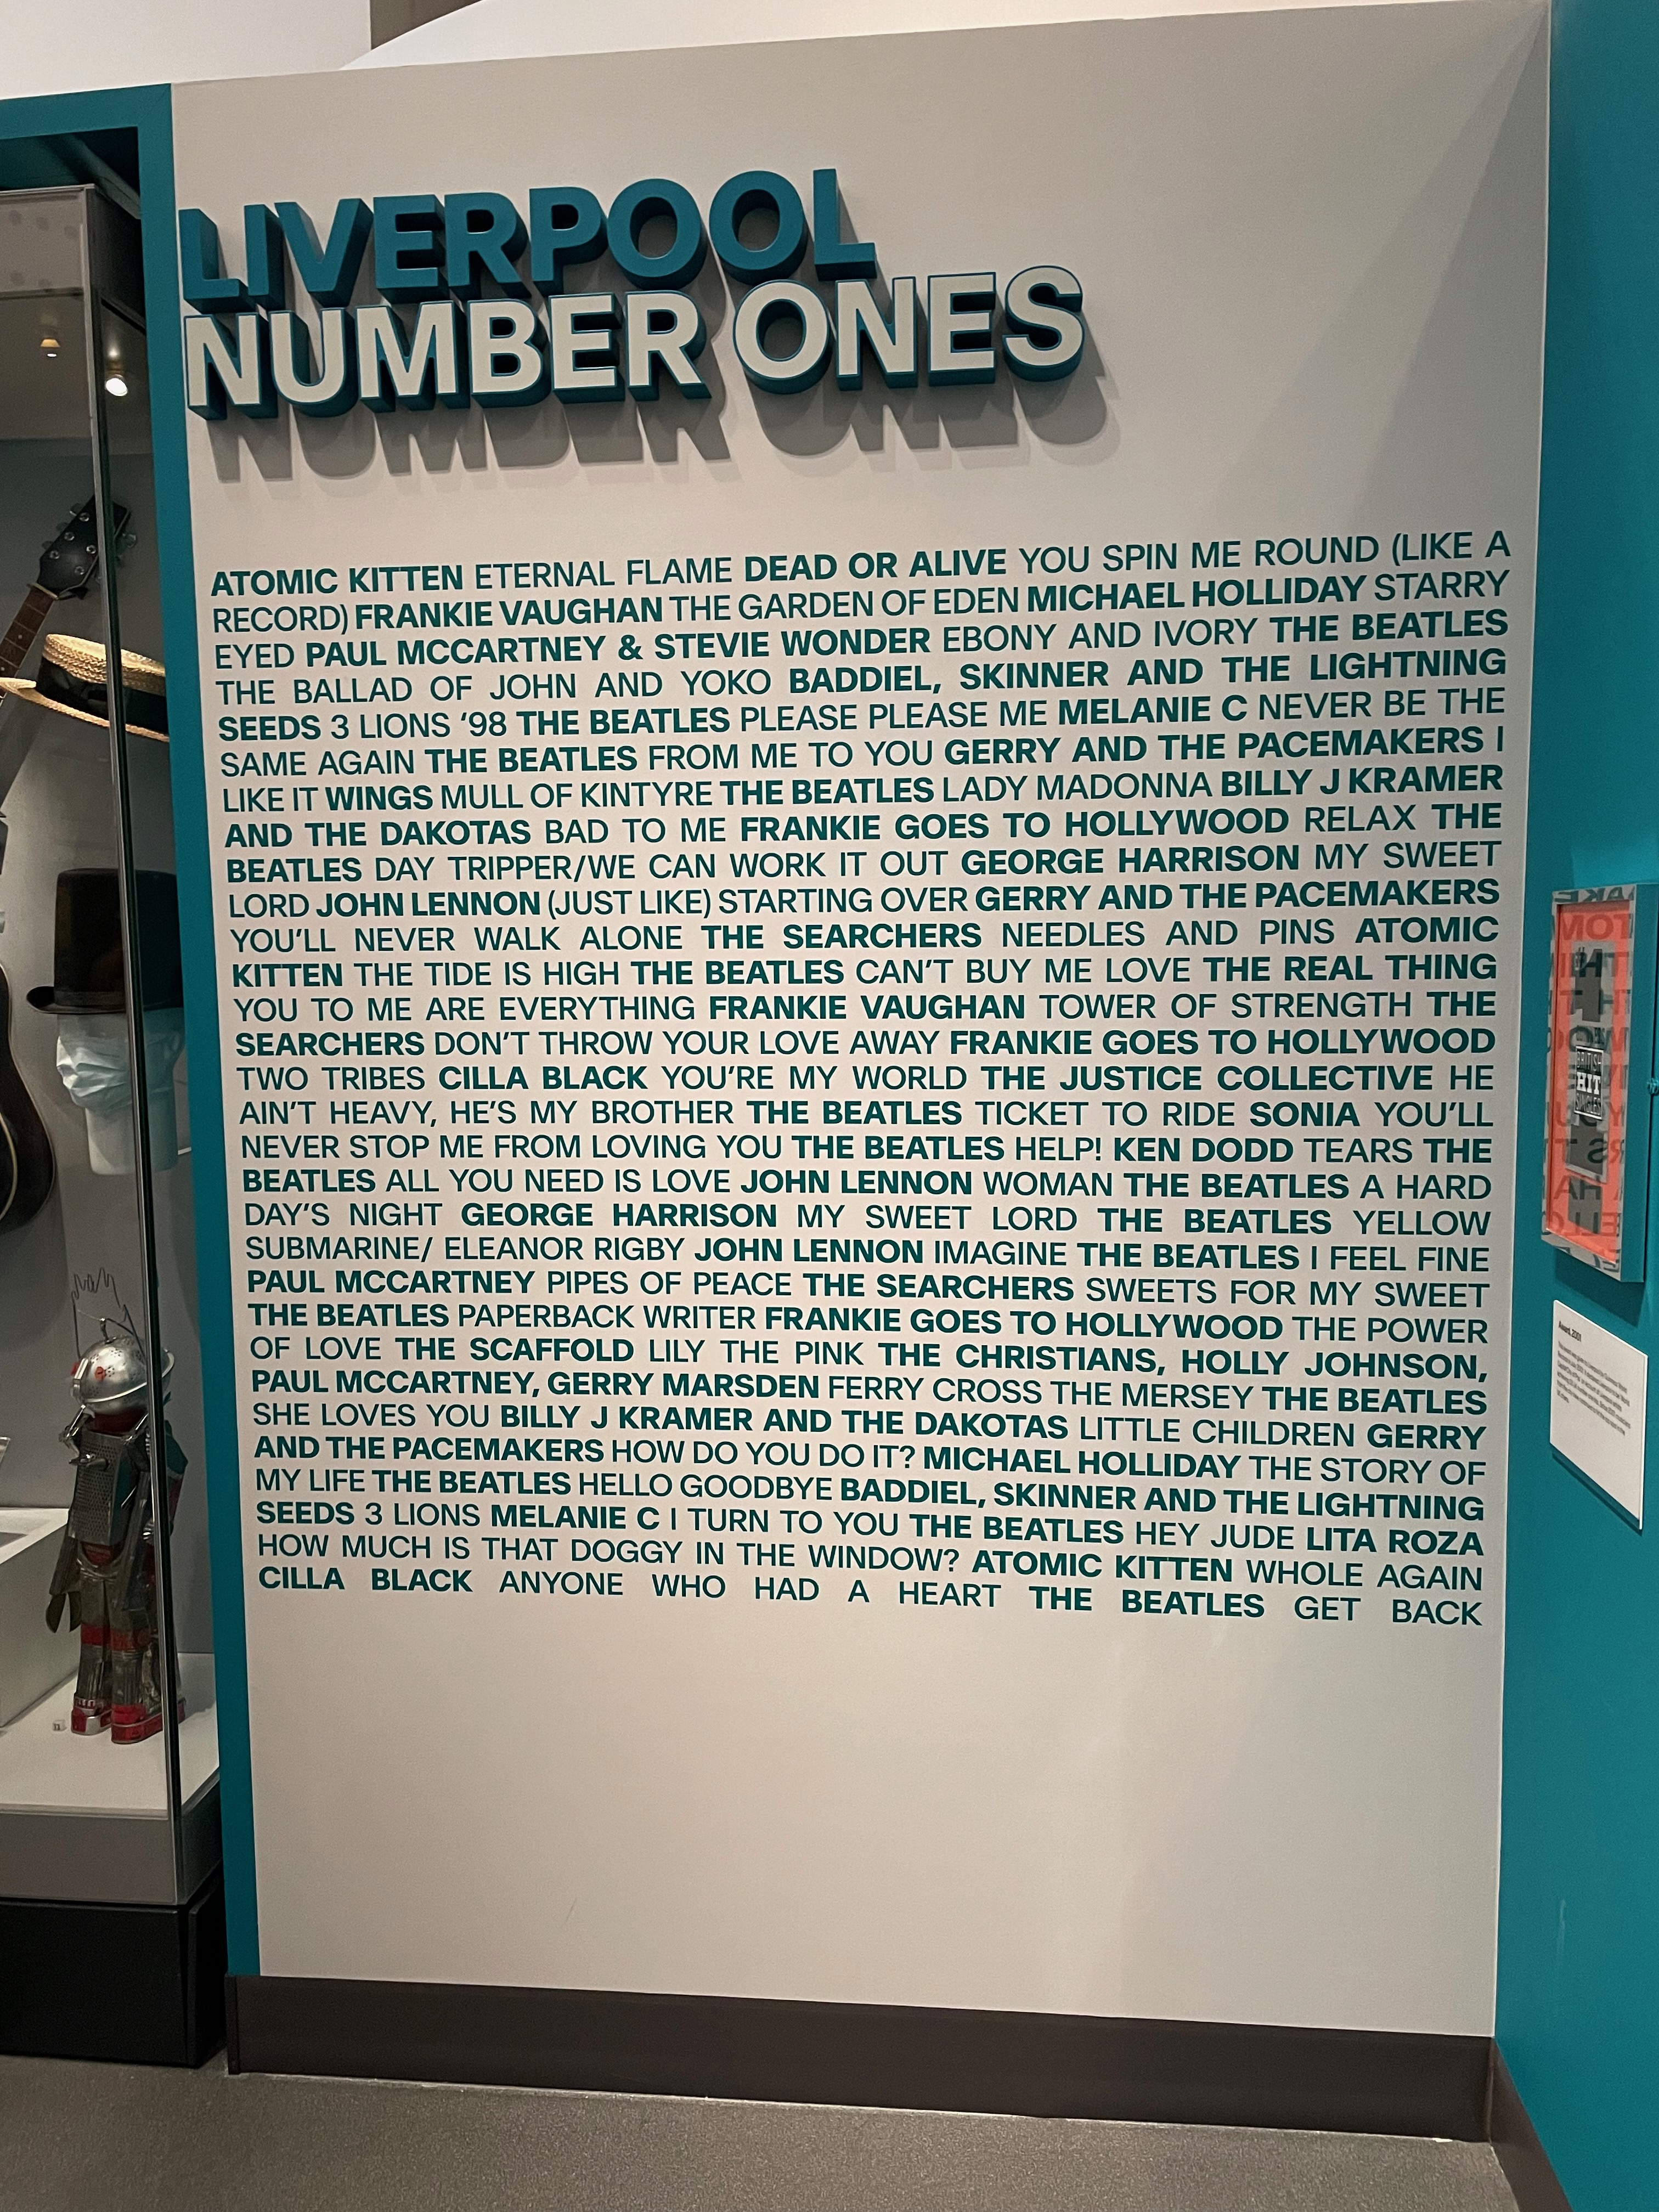 LIVERPOOL
NUMBER ONES
ATOMIC KITTEN ETERNAL FLAME DEAD OR ALIVE YOU SPIN ME ROUND (LIKE A
RECORD) FRANKIE VAUGHAN THE GARDEN OF EDEN MICHAEL HOLLIDAY STARRY
EYED PAUL MCCARTNEY & STEVIE WONDER EBONY AND IVORY THE BEATLES
THE BALLAD OF JOHN AND YOKO BADDIEL, SKINNER AND THE LIGHTNING
SEEDS 3 LIONS '98 THE BEATLES PLEASE PLEASE ME MELANIE C NEVER BE THE
SAME AGAIN THE BEATLES FROM ME TO YOU GERRY AND THE PACEMAKERS I
LIKE IT WINGS MULL OF KINTYRE THE BEATLES LADY MADONNA BILLY J KRAMER
AND THE DAKOTAS BAD TO ME FRANKIE GOES TO HOLLYWOOD RELAX THE
BEATLES DAY TRIPPER/WE CAN WORK IT OUT GEORGE HARRISON MY SWEET
LORD JOHN LENNON (JUST LIKE) STARTING OVER GERRY AND THE PACEMAKERS
YOU'LL NEVER WALK ALONE THE SEARCHERS NEEDLES AND PINS ATOMIC
KITTEN THE TIDE IS HIGH THE BEATLES CAN'T BUY ME LOVE THE REAL THING
YOU TO ME ARE EVERYTHING FRANKIE VAUGHAN TOWER OF STRENGTH THE
SEARCHERS DON'T THROW YOUR LOVE AWAY FRANKIE GOES TO HOLLYWOOD
TWO TRIBES CILLA BLACK YOU'RE MY WORLD THE JUSTICE COLLECTIVE HE
AIN'T HEAVY, HE'S MY BROTHER THE BEATLES TICKET TO RIDE SONIA YOU'LL
NEVER STOP ME FROM LOVING YOU THE BEATLES HELP! KEN DODD TEARS THE
BEATLES ALL YOU NEED IS LOVE JOHN LENNON WOMAN THE BEATLES A HARD
DAY'S NIGHT GEORGE HARRISON MY SWEET LORD THE BEATLES YELLOW
SUBMARINE/ ELEANOR RIGBY JOHN LENNON IMAGINE THE BEATLES I FEEL FINE
PAUL MCCARTNEY PIPES OF PEACE THE SEARCHERS SWEETS FOR MY SWEET
THE BEATLES PAPERBACK WRITER FRANKIE GOES TO HOLLYWOOD THE POWER
OF LOVE THE SCAFFOLD LILY THE PINK THE CHRISTIANS, HOLLY JOHNSON,
PAUL MCCARTNEY, GERRY MARSDEN FERRY CROSS THE MERSEY THE BEATLES
SHE LOVES YOU BILLY J KRAMER AND THE DAKOTAS LITTLE CHILDREN GERRY
AND THE PACEMAKERS HOW DO YOU DO IT? MICHAEL HOLLIDAY THE STORY OF
MY LIFE THE BEATLES HELLO GOODBYE BADDIEL, SKINNER AND THE LIGHTNING
SEEDS 3 LIONS MELANIE C I TURN TO YOU THE BEATLES HEY JUDE LITA ROZA
HOW MUCH IS THAT DOGGY IN THE WINDOW? ATOMIC KITTEN WHOLE AGAIN
CILLA BLACK ANYONE WHO HAD A HEART THE BEATLES GET BACK
BRITISH
HIT
SINGLES
Award, 2001